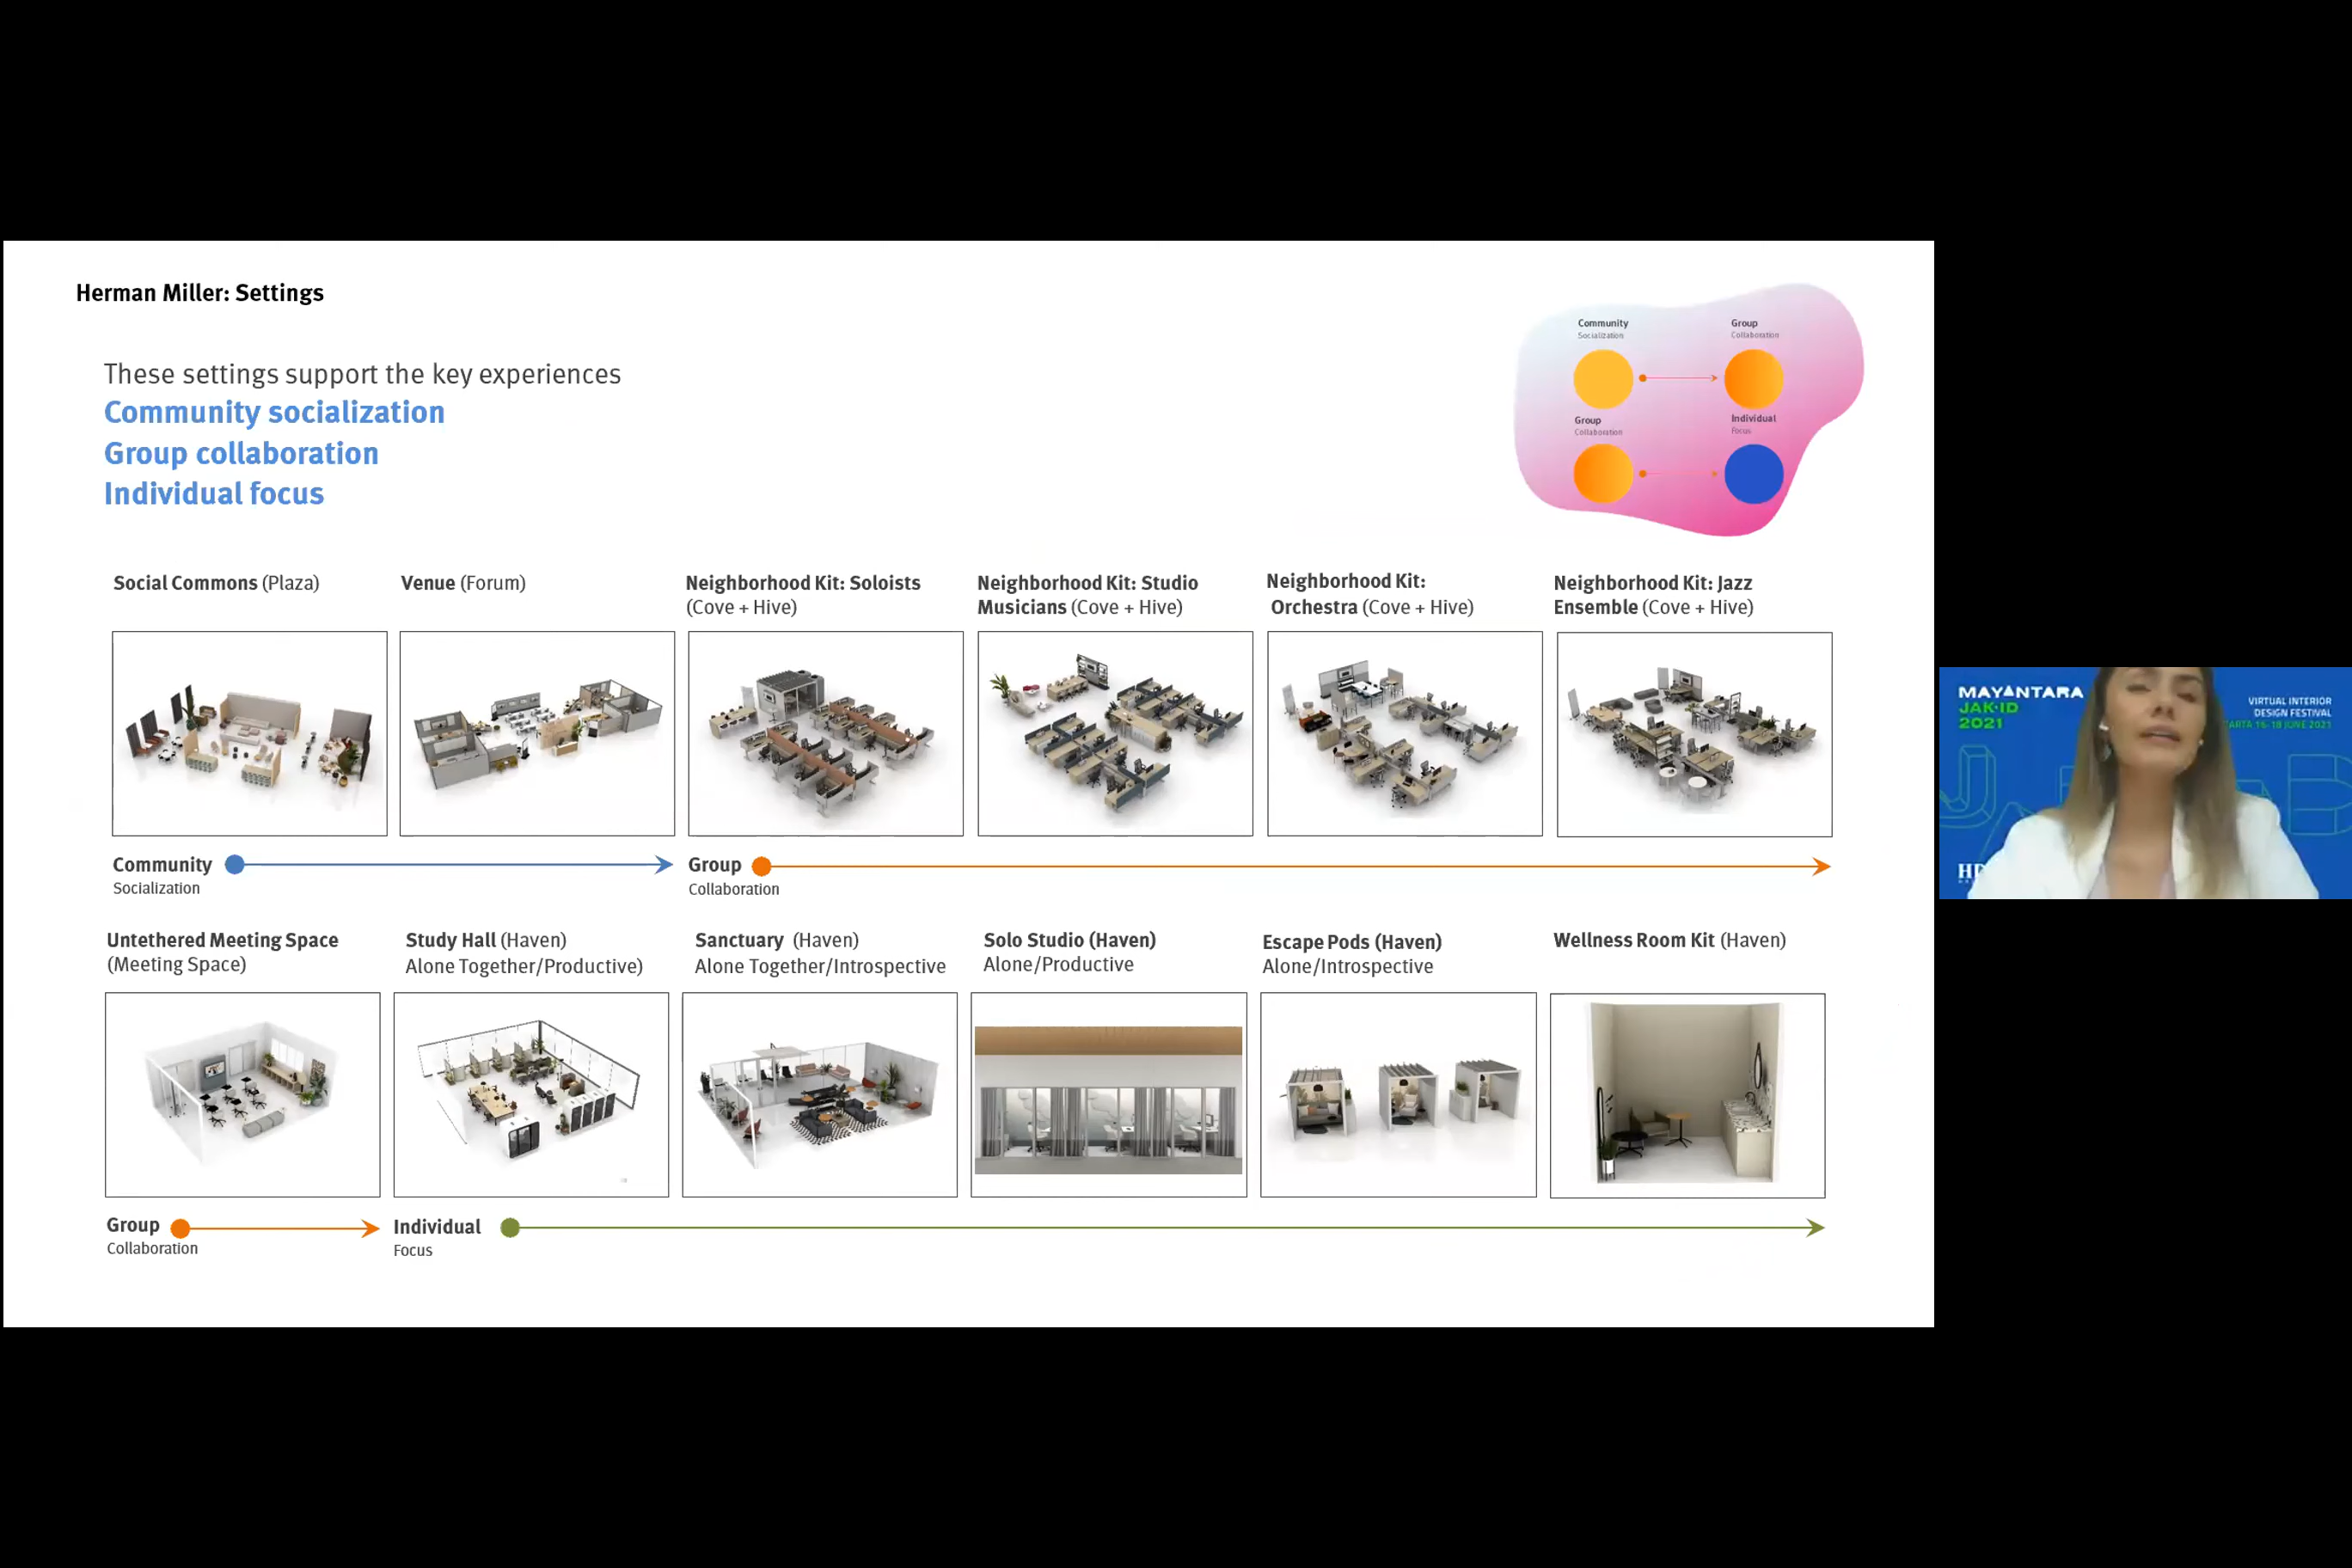 Herman Miller: Settings
These settings support the key experiences
Community socialization
Group collaboration
Individual focus
Community
Socialization
Group
Collaboration
Group
Collaboration
Individual
Focus
Social Commons (Plaza)
Venue (Forum)
Neighborhood Kit: Soloists
(Cove + Hive)
Neighborhood Kit: Studio
Musicians (Cove + Hive)
Neighborhood Kit:
Orchestra (Cove + Hive)
Neighborhood Kit: Jazz
Ensemble (Cove + Hive)
Community
Socialization
Group
Collaboration
Untethered Meeting Space
(Meeting Space)
Study Hall (Haven)
Alone Together/Productive)
Sanctuary (Haven)
Alone Together/Introspective
Solo Studio (Haven)
Alone/Productive
Escape Pods (Haven)
Alone/Introspective
Wellness Room Kit (Haven)
Group
Collaboration
Individual
Focus
MAYANTARA
JAK·ID
2021
VIRTUAL INTERIOR
DESIGN FESTIVAL
16-18 JUNE 2021